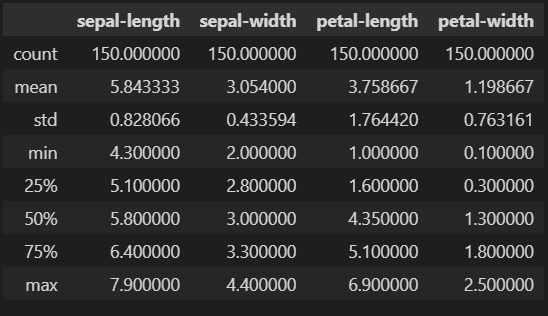 sepal-length sepal-width petal-length petal-width
count 150.000000 150.000000 150.000000 150.000000
mean 5.843333 3.054000 3.758667 1.198667
std 0.828066 0.433594 1.764420 0.763161
min 4.300000 2.000000 1.000000 0.100000
25% 5.100000 2.800000 1.600000 0.300000
50% 5.800000 3.000000 4.350000 1.300000
75% 6.400000 3.300000 5.100000 1.800000
max 7.900000 4.400000 6.900000 2.500000